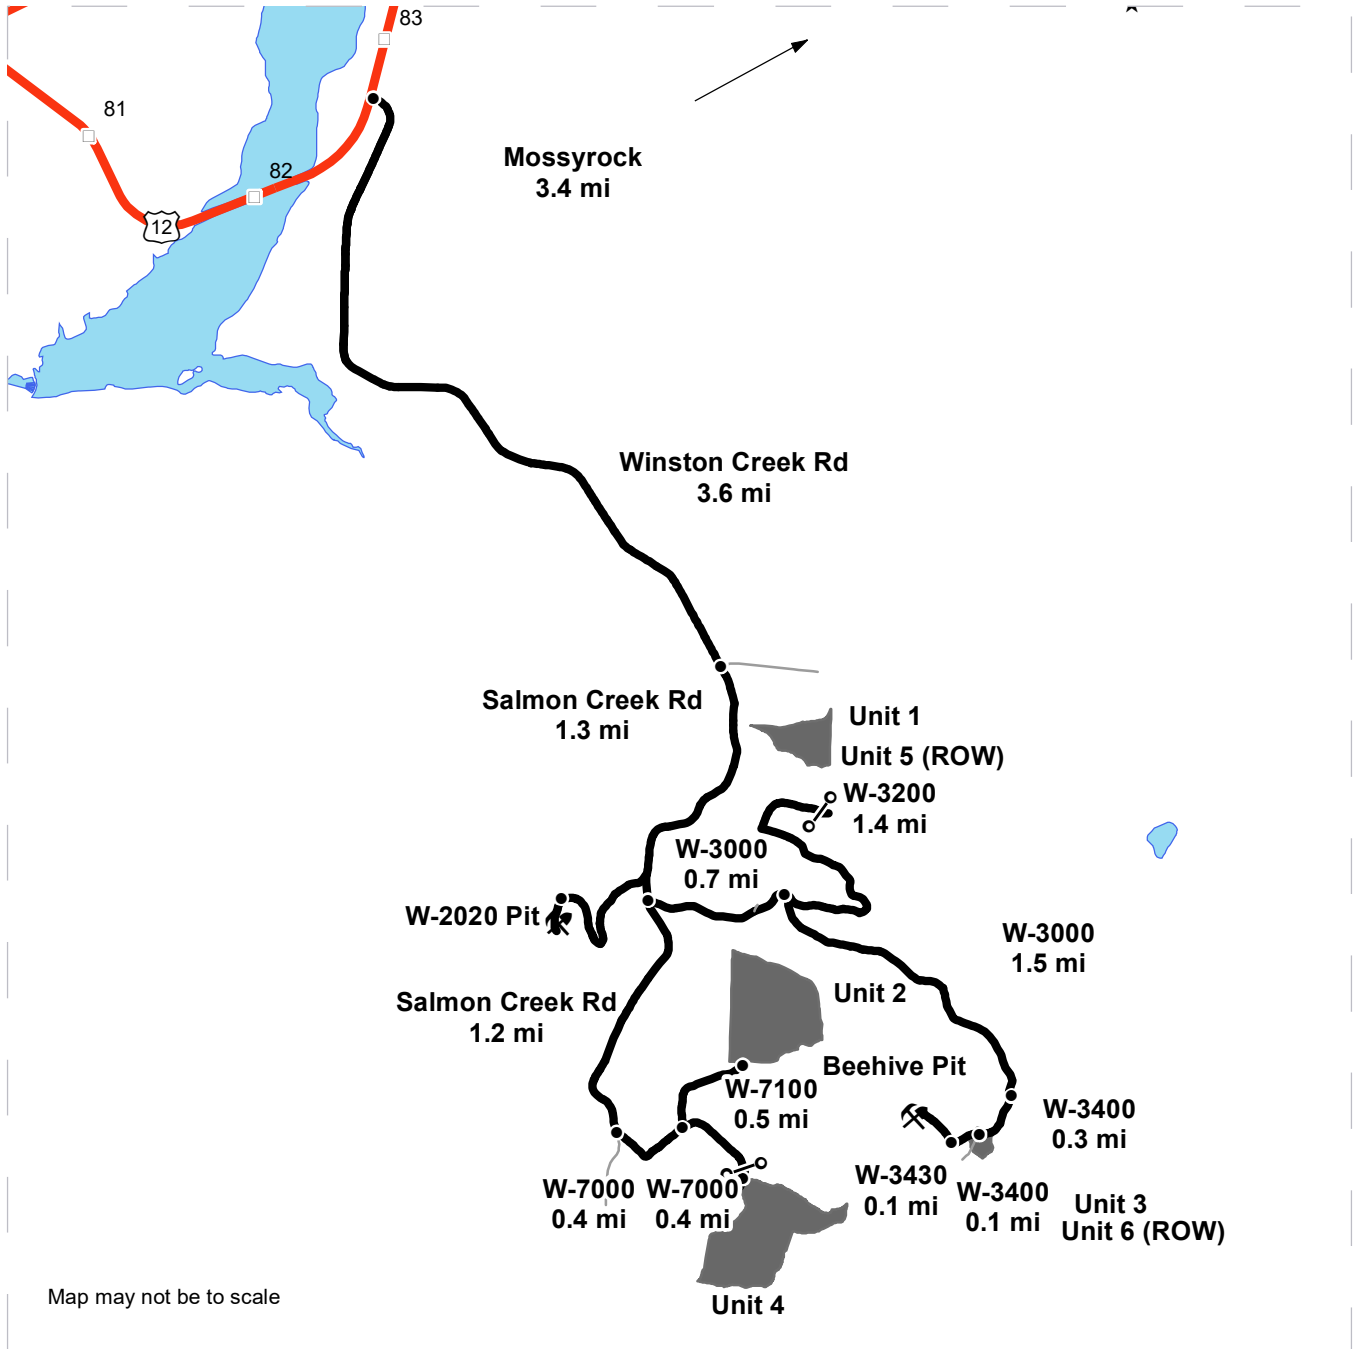 83
81
82
12
Mossyrock
3.4 mi
Winston Creek Rd
3.6 mi
Salmon Creek Rd
1.3 mi
Unit 1
Unit 5 (ROW)
W-3200
1.4 mi
W-3000
0.7 mi
W-2020 Pit
W-3000
1.5 mi
Salmon Creek Rd
1.2 mi
Unit 2
Beehive Pit
W-7100
0.5 mi
W-3400
0.3 mi
W-7000
0.4 mi
W-7000
0.4 mi
W-3430
0.1 mi
W-3400
0.1 mi
Unit 3
Unit 6 (ROW)
Map may not be to scale
Unit 4